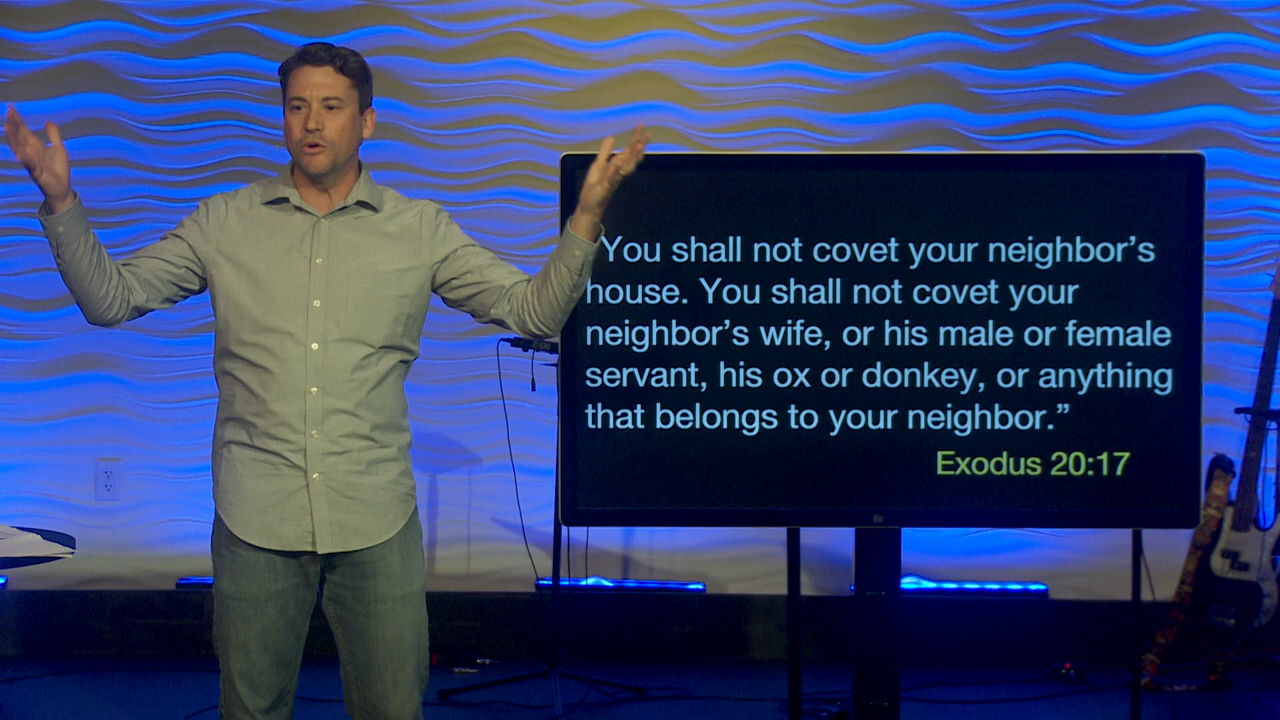 “You shall not covet your neighbor’s
house. You shall not covet your
neighbor’s wife, or his male or female
servant, his ox or donkey, or anything
that belongs to your neighbor.”
Exodus 20:17